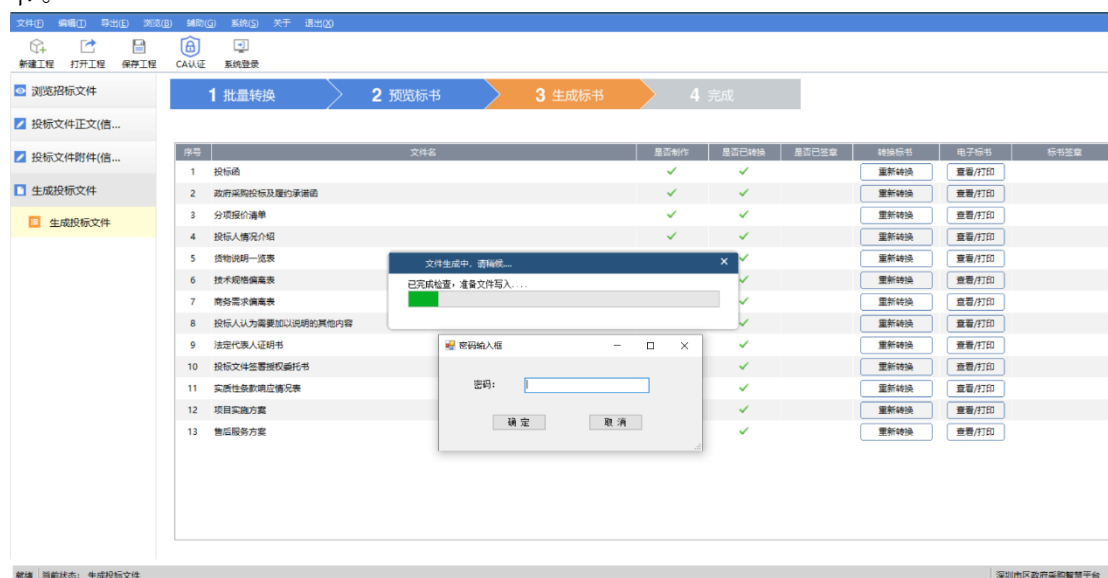 文件(F) 编辑(I) 导出(E) 浏览(B) 辅助(G) 系统(S) 关于 退出(X)
新建工程 打开工程 保存工程 CA认证 系统登录
浏览招标文件
投标文件正文(信...
投标文件附件(信...
生成投标文件
生成投标文件
1 批量转换 2 预览标书 3 生成标书 4 完成
序号 文件名 是否制作 是否已转换 是否已签章 转换标书 电子标书 标书签章
1 投标函 重新转换 查看/打印
2 政府采购投标及履约承诺函 重新转换 查看/打印
3 分项报价清单 重新转换 查看/打印
4 投标人情况介绍 重新转换 查看/打印
5 货物说明一览表 重新转换 查看/打印
6 技术规格偏离表 重新转换 查看/打印
7 商务需求偏离表 重新转换 查看/打印
8 投标人认为需要加以说明的其他内容 重新转换 查看/打印
9 法定代表人证明书 重新转换 查看/打印
10 投标文件签署授权委托书 重新转换 查看/打印
11 实质性条款响应情况表 重新转换 查看/打印
12 项目实施方案 重新转换 查看/打印
13 售后服务方案 重新转换 查看/打印
文件生成中，请稍候....
已完成检查，准备文件写入....
密码输入框
密码：
确 定 取 消
就绪 当前状态： 生成投标文件 深圳市区政府采购智慧平台